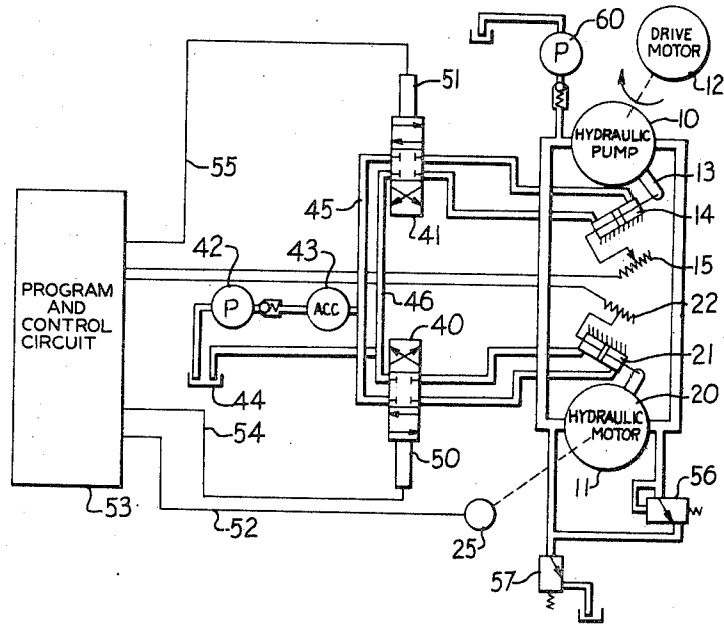 60
P
DRIVE
MOTOR
12
51
10
HYDRAULIC
PUMP
13
55
45
41
14
42
43
15
PROGRAM
AND
CONTROL
CIRCUIT
P
ACC
46
40
22
21
44
20
54
HYDRAULIC
MOTOR
50
56
53
52
25
11
57